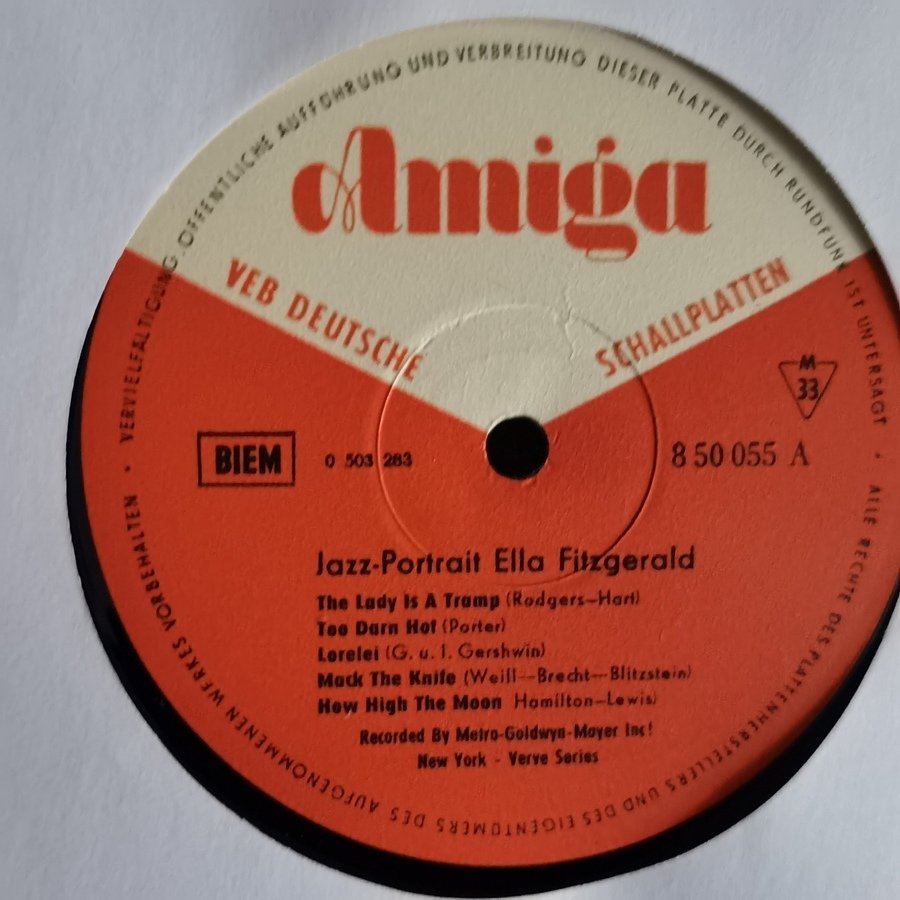 VERVIELFÄLTIGUNG, ÖFFENTLICHE AUFFÜHRUNG UND VERBREITUNG DIESER PLATTE DURCH RUNDFUNK IST UNTERSAGT • ALLE RECHTE DES PLATTENHERSTELLERS UND DES EIGENTÜMERS DES AUFGENOMMENEN WERKES VORBEHALTEN •
Amiga
VEB DEUTSCHE SCHALLPLATTEN
M
33
BIEM 0 503 283 8 50 055 A
Jazz-Portrait Ella Fitzgerald
The Lady Is A Tramp (Rodgers—Hart)
Too Darn Hot (Porter)
Lorelei (G. u. I. Gershwin)
Mack The Knife (Weill—Brecht—Blitzstein)
How High The Moon Hamilton—Lewis)
Recorded By Metro-Goldwyn-Mayer Inc!
New York - Verve Series